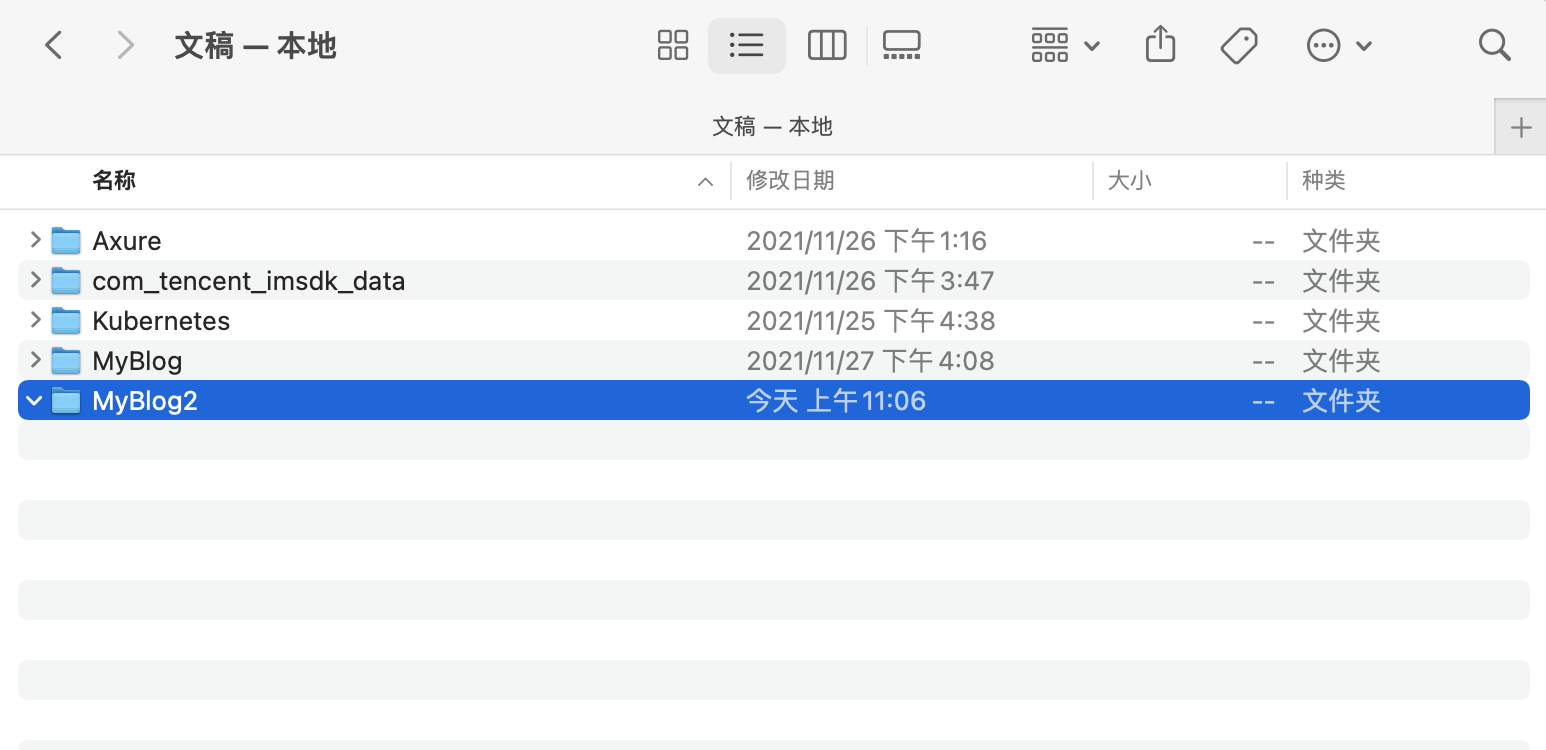 文稿 — 本地
文稿 — 本地
名称 修改日期 大小 种类
Axure 2021/11/26 下午1:16 -- 文件夹
com_tencent_imsdk_data 2021/11/26 下午3:47 -- 文件夹
Kubernetes 2021/11/25 下午4:38 -- 文件夹
MyBlog 2021/11/27 下午4:08 -- 文件夹
MyBlog2 今天 上午11:06 -- 文件夹